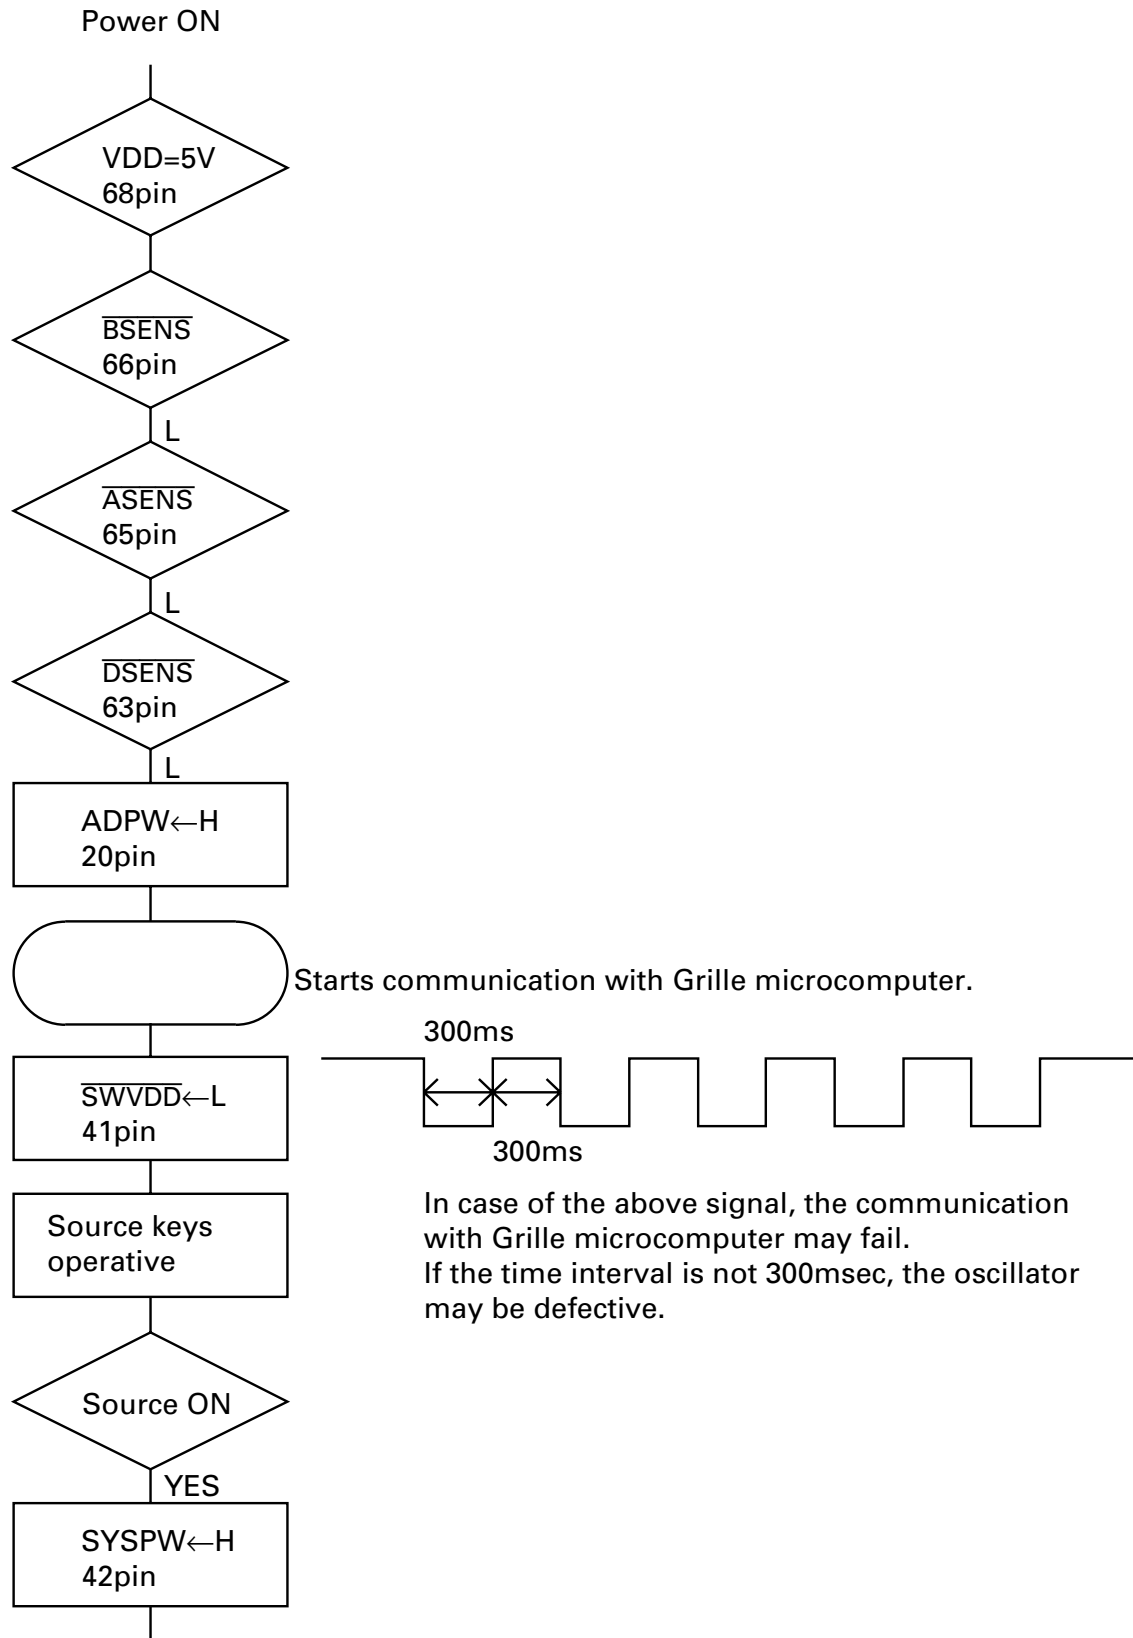 Power ON
VDD=5V
68pin
BSENS
66pin
L
ASENS
65pin
L
DSENS
63pin
L
ADPW←H
20pin
Starts communication with Grille microcomputer.
300ms
300ms
SWVDD←L
41pin
In case of the above signal, the communication
with Grille microcomputer may fail.
If the time interval is not 300msec, the oscillator
may be defective.
Source keys
operative
Source ON
YES
SYSPW←H
42pin